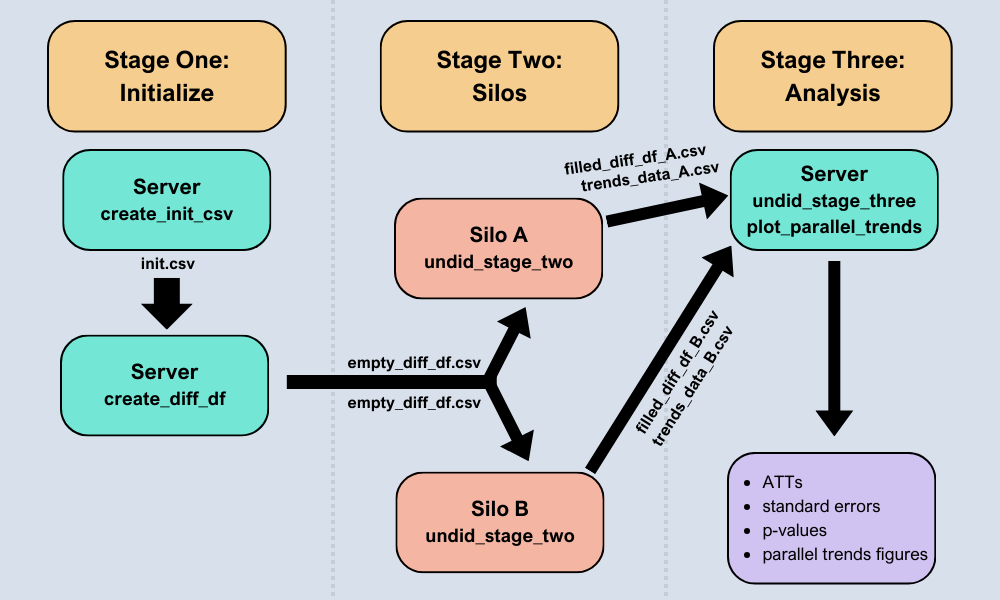 Stage One:
Initialize
Server
create_init_csv
init.csv
Server
create_diff_df
empty_diff_df.csv
empty_diff_df.csv
Stage Two:
Silos
Silo A
undid_stage_two
Silo B
undid_stage_two
filled_diff_df_A.csv
trends_data_A.csv
filled_diff_df_B.csv
trends_data_B.csv
Stage Three:
Analysis
Server
undid_stage_three
plot_parallel_trends
• ATTs
• standard errors
• p-values
• parallel trends figures